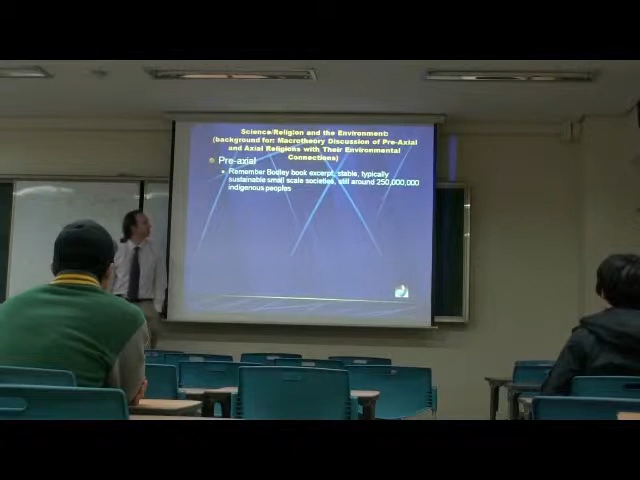 Science/Religion and the Environment:
(background for: Macrotheory Discussion of Pre-Axial
and Axial Religions with Their Environmental
Connections)
Pre-axial
Remember Bodley book excerpt, stable, typically
sustainable small scale societies, still around 250,000,000
indigenous peoples